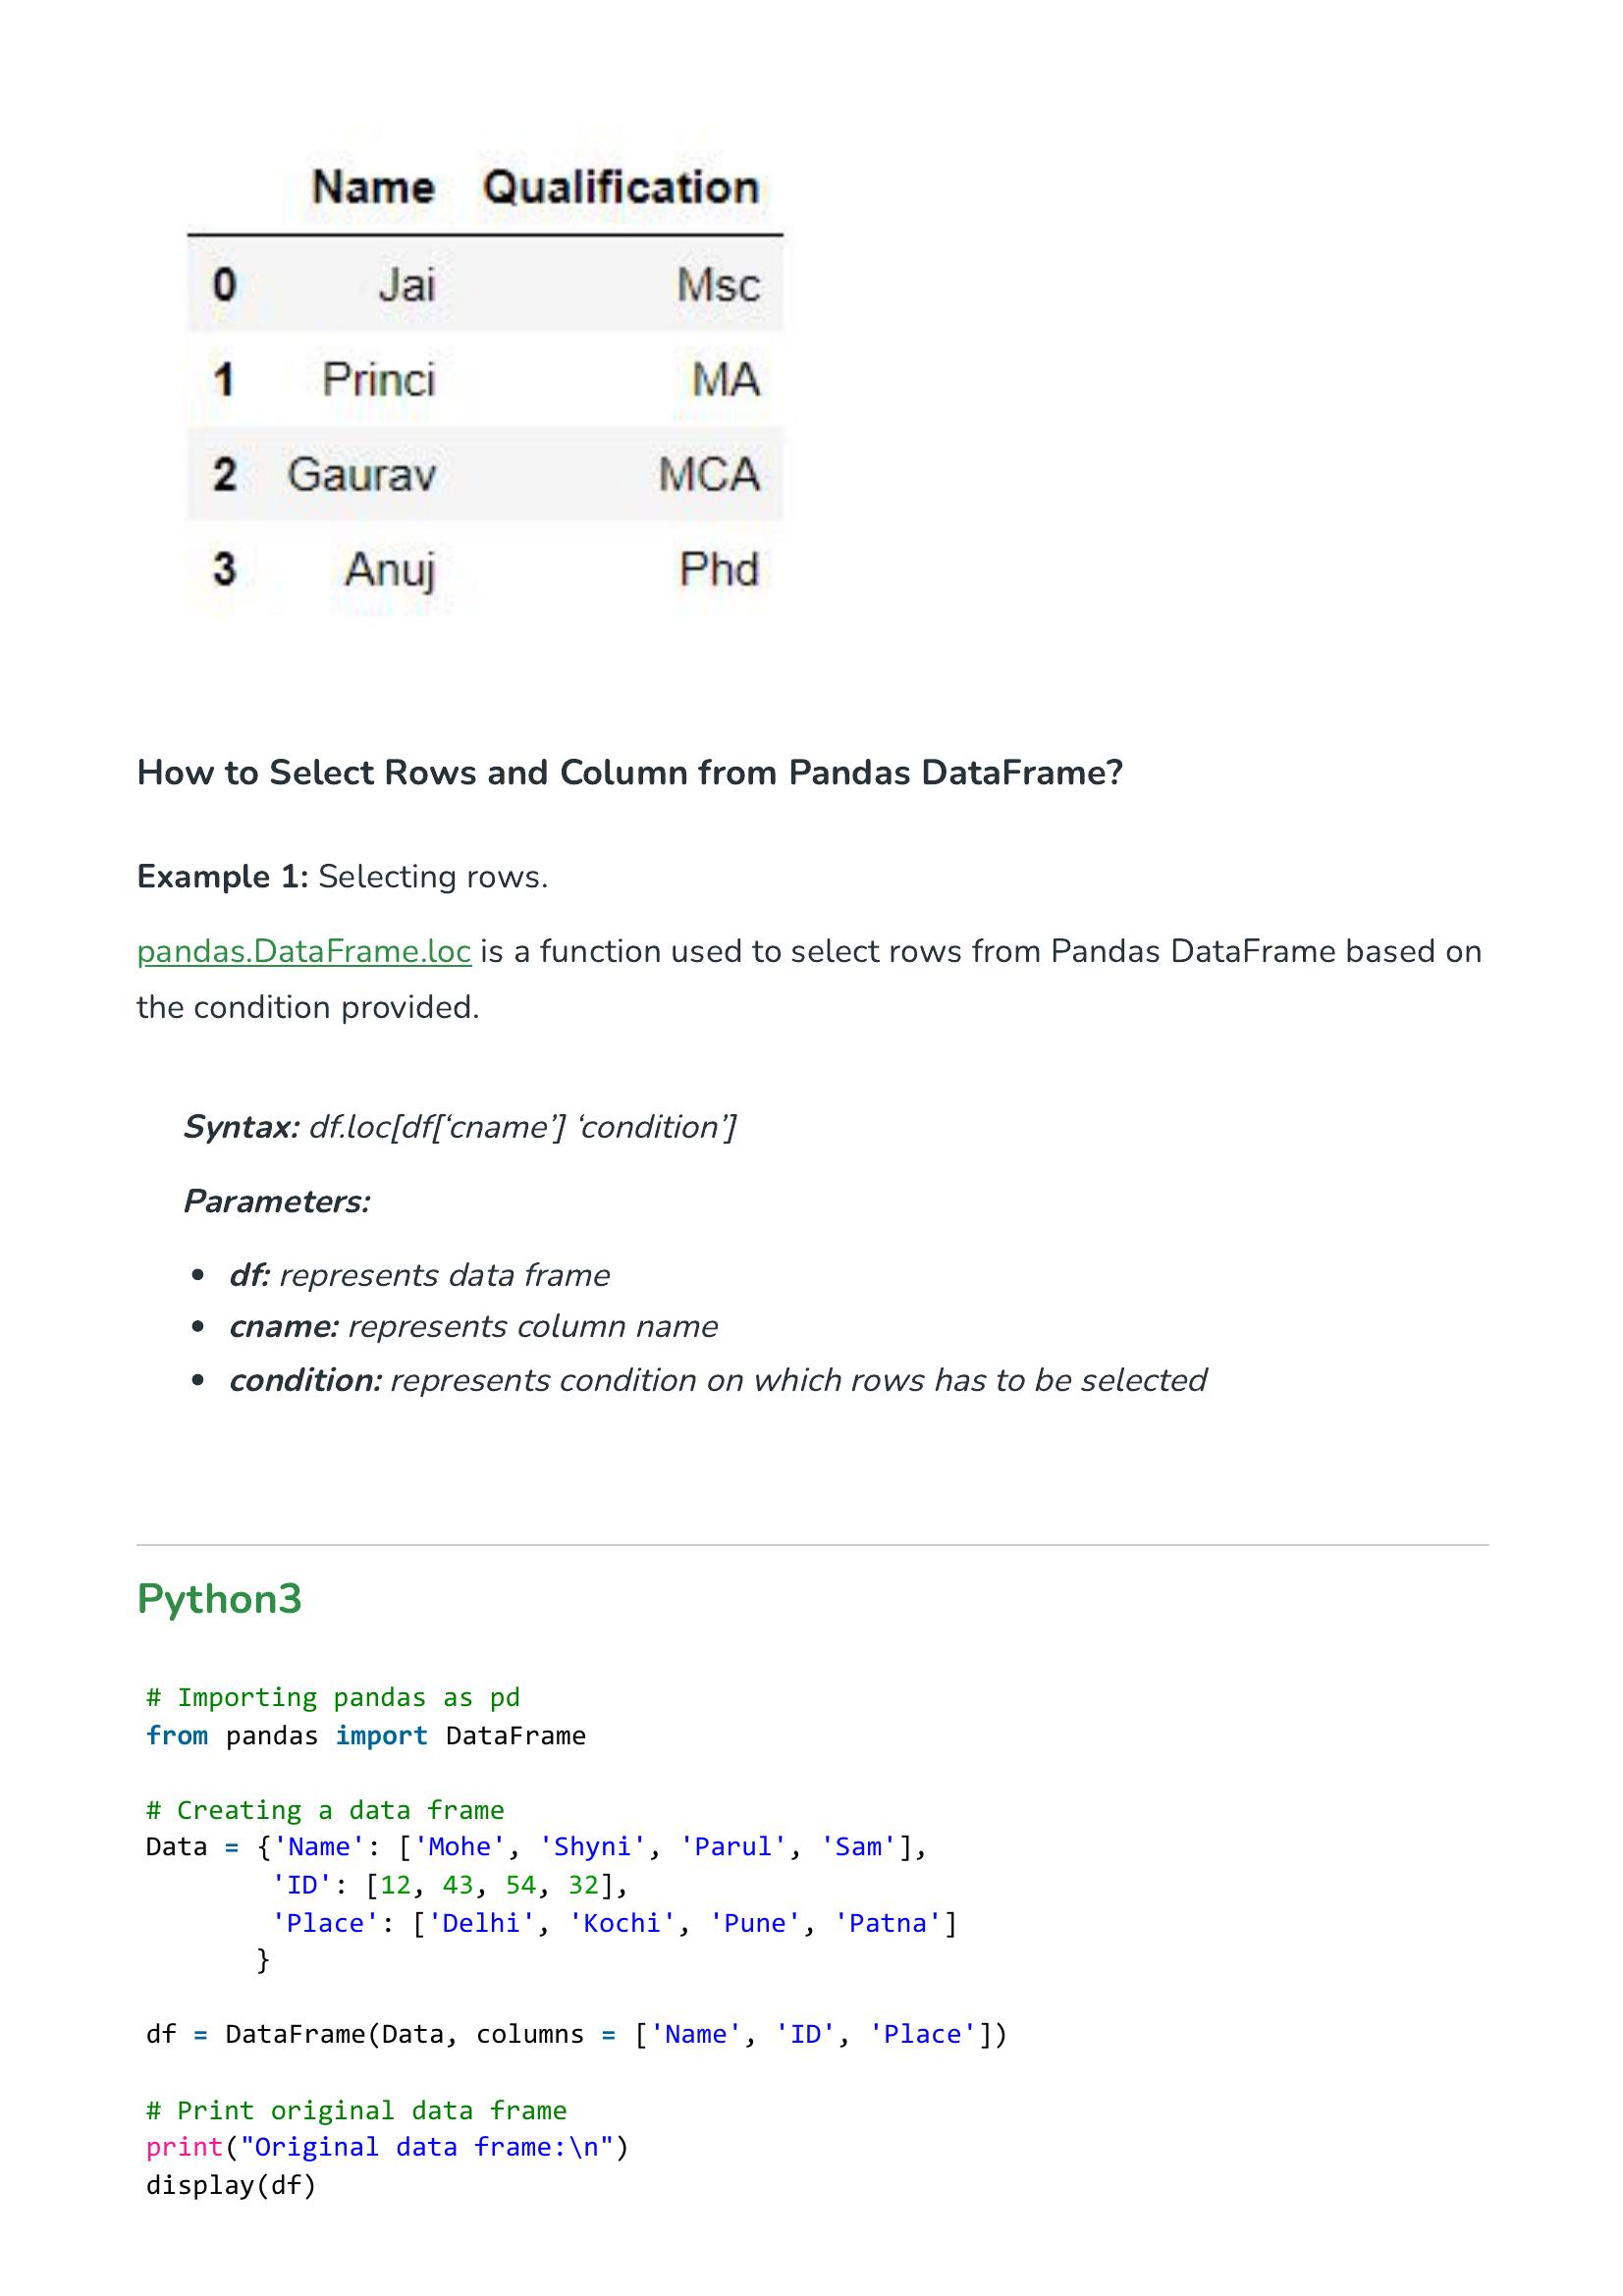 Name Qualification
0 Jai Msc
1 Princi MA
2 Gaurav MCA
3 Anuj Phd
How to Select Rows and Column from Pandas DataFrame?
Example 1: Selecting rows.
pandas.DataFrame.loc is a function used to select rows from Pandas DataFrame based on
the condition provided.
Syntax: df.loc[df[‘cname’] ‘condition’]
Parameters:
• df: represents data frame
• cname: represents column name
• condition: represents condition on which rows has to be selected
Python3
# Importing pandas as pd
from pandas import DataFrame
# Creating a data frame
Data = {'Name': ['Mohe', 'Shyni', 'Parul', 'Sam'],
        'ID': [12, 43, 54, 32],
        'Place': ['Delhi', 'Kochi', 'Pune', 'Patna']
       }
df = DataFrame(Data, columns = ['Name', 'ID', 'Place'])
# Print original data frame
print("Original data frame:\n")
display(df)